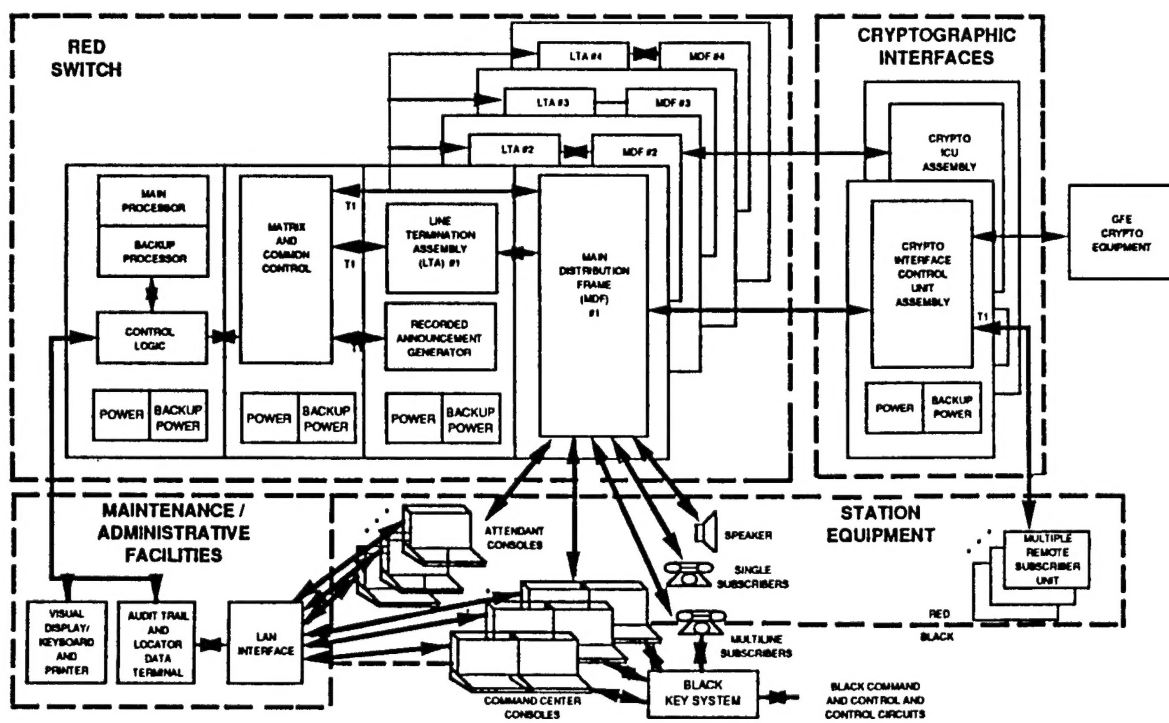 RED
SWITCH
LTA #4
MDF #4
LTA #3
MDF #3
LTA #2
MDF #2
MAIN
PROCESSOR
BACKUP
PROCESSOR
CONTROL
LOGIC
MATRIX
AND
COMMON
CONTROL
T1
T1
LINE
TERMINATION
ASSEMBLY
(LTA) #1
RECORDED
ANNOUNCEMENT
GENERATOR
MAIN
DISTRIBUTION
FRAME
(MDF)
#1
POWER
BACKUP
POWER
POWER
BACKUP
POWER
POWER
BACKUP
POWER
CRYPTOGRAPHIC
INTERFACES
CRYPTO
ICU
ASSEMBLY
CRYPTO
INTERFACE
CONTROL
UNIT
ASSEMBLY
T1
POWER
BACKUP
POWER
GFE
CRYPTO
EQUIPMENT
MAINTENANCE /
ADMINISTRATIVE
FACILITIES
VISUAL
DISPLAY/
KEYBOARD
AND
PRINTER
AUDIT TRAIL
AND
LOCATOR
DATA
TERMINAL
LAN
INTERFACE
STATION
EQUIPMENT
ATTENDANT
CONSOLES
SPEAKER
SINGLE
SUBSCRIBERS
MULTILINE
SUBSCRIBERS
MULTIPLE
REMOTE
SUBSCRIBER
UNIT
RED
BLACK
COMMAND CENTER
CONSOLES
BLACK
KEY SYSTEM
BLACK COMMAND
AND CONTROL AND
CONTROL CIRCUITS